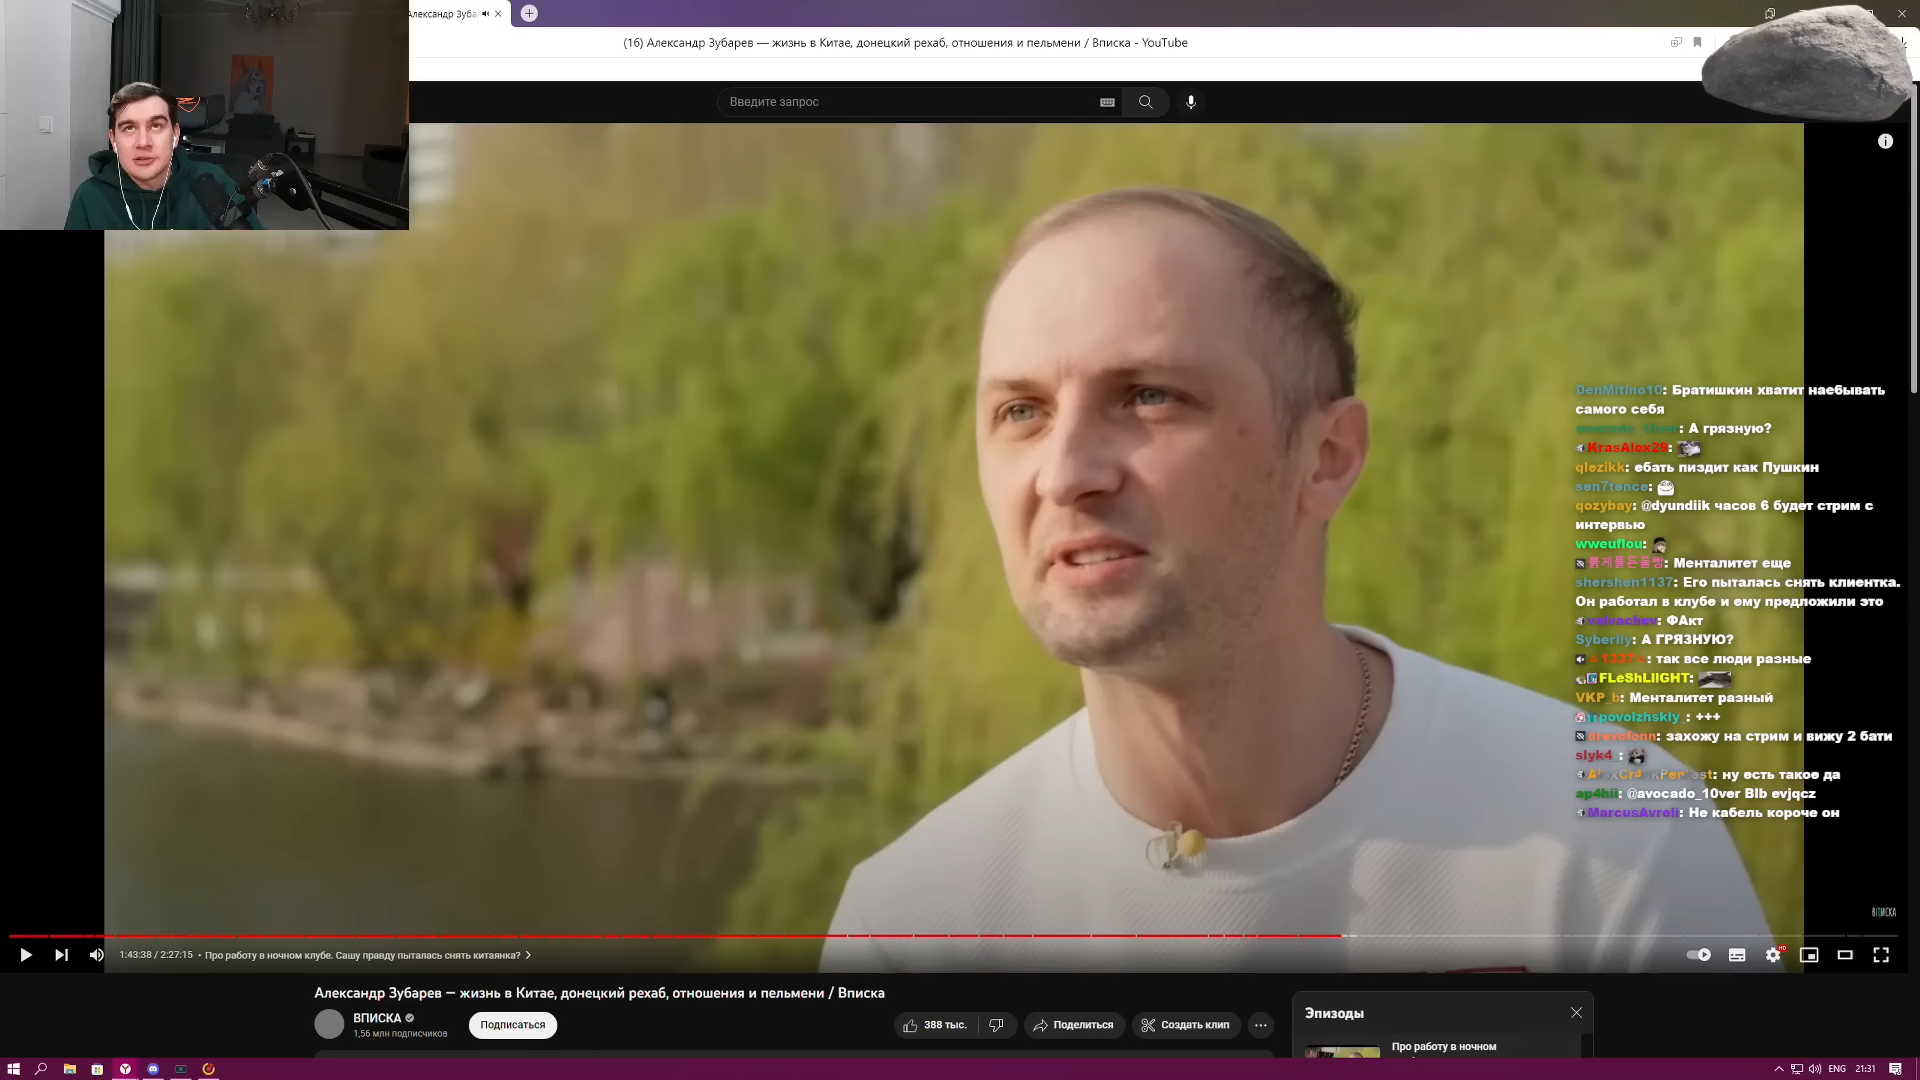 Александр Зуба
(16) Александр Зубарев — жизнь в Китае, донецкий рехаб, отношения и пельмени / Вписка - YouTube
Введите запрос
DenMitino10: Братишкин хватит наебывать
самого себя
: А грязную?
KrasAlex29:
qlezikk: ебать пиздит как Пушкин
sen7tence:
qozybay: @dyundiik часов 6 будет стрим с
интервью
wweuflou:
: Менталитет еще
shershen1137: Его пыталась снять клиентка.
Он работал в клубе и ему предложили это
: ФАкт
Syberily: А ГРЯЗНУЮ?
: так все люди разные
FLeShLIIGHT:
VKP_b: Менталитет разный
povolzhskiy_: +++
: захожу на стрим и вижу 2 бати
slyk4_:
: ну есть такое да
ap4hii: @avocado_10ver Blb evjqcz
MarcusAvreli: Не кабель короче он
ВПИСКА
1:43:38 / 2:27:15 • Про работу в ночном клубе. Сашу правду пыталась снять китаянка?
HD
Александр Зубарев — жизнь в Китае, донецкий рехаб, отношения и пельмени / Вписка
ВПИСКА
1,56 млн подписчиков
Подписаться
388 тыс.
Поделиться
Создать клип
Эпизоды
Про работу в ночном
ENG
21:31